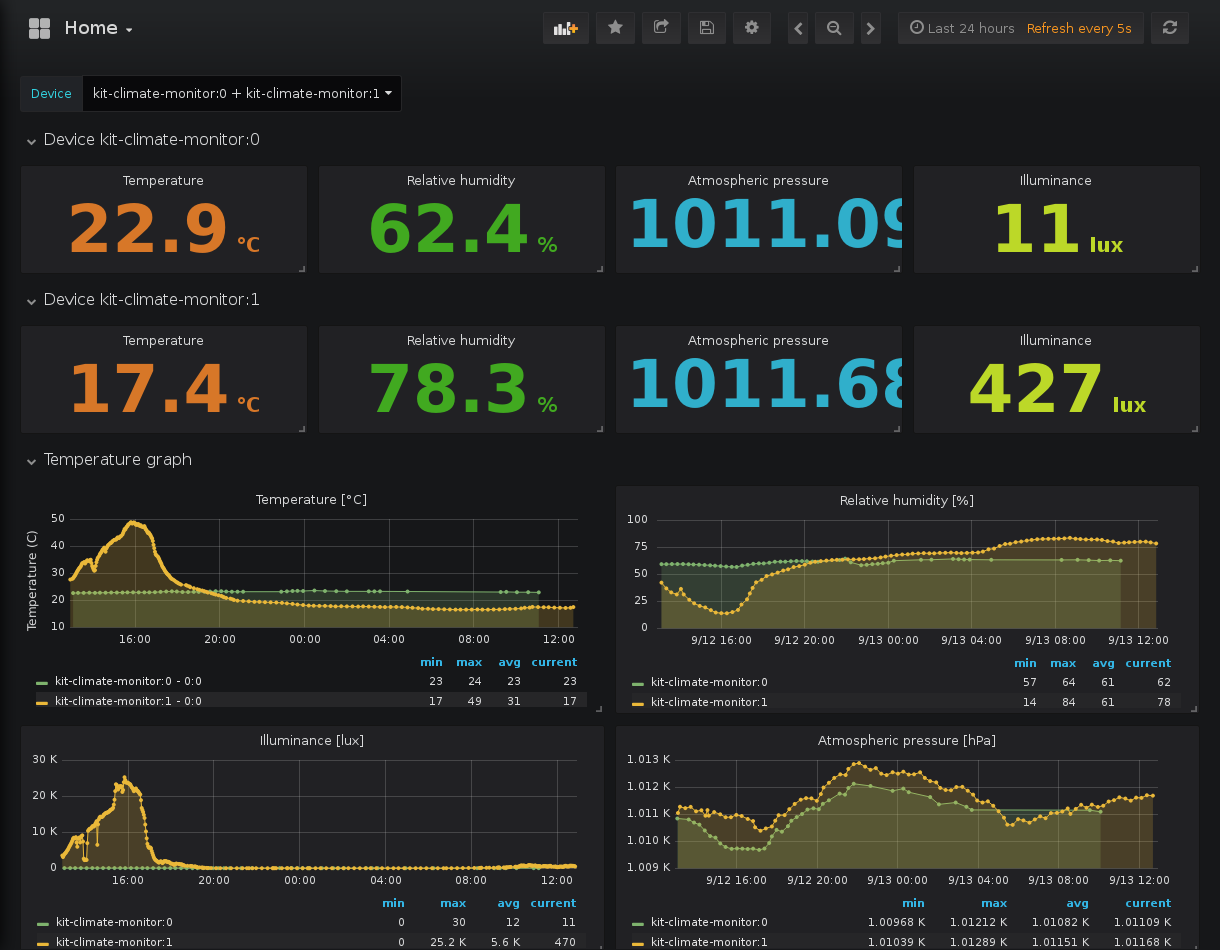 Home
Last 24 hours Refresh every 5s
Device kit-climate-monitor:0 + kit-climate-monitor:1
Device kit-climate-monitor:0
Temperature Relative humidity Atmospheric pressure Illuminance
22.9 °C 62.4 % 1011.09 11 lux
Device kit-climate-monitor:1
Temperature Relative humidity Atmospheric pressure Illuminance
17.4 °C 78.3 % 1011.68 427 lux
Temperature graph
Temperature [°C]
Temperature (C)
50
40
30
20
10
16:00 20:00 00:00 04:00 08:00 12:00
min max avg current
kit-climate-monitor:0 - 0:0 23 24 23 23
kit-climate-monitor:1 - 0:0 17 49 31 17
Relative humidity [%]
100
75
50
25
0
9/12 16:00 9/12 20:00 9/13 00:00 9/13 04:00 9/13 08:00 9/13 12:00
min max avg current
kit-climate-monitor:0 57 64 61 62
kit-climate-monitor:1 14 84 61 78
Illuminance [lux]
30 K
20 K
10 K
0
16:00 20:00 00:00 04:00 08:00 12:00
min max avg current
kit-climate-monitor:0 0 30 12 11
kit-climate-monitor:1 0 25.2 K 5.6 K 470
Atmospheric pressure [hPa]
1.013 K
1.012 K
1.011 K
1.010 K
1.009 K
9/12 16:00 9/12 20:00 9/13 00:00 9/13 04:00 9/13 08:00 9/13 12:00
min max avg current
kit-climate-monitor:0 1.00968 K 1.01212 K 1.01082 K 1.01109 K
kit-climate-monitor:1 1.01039 K 1.01289 K 1.01151 K 1.01168 K